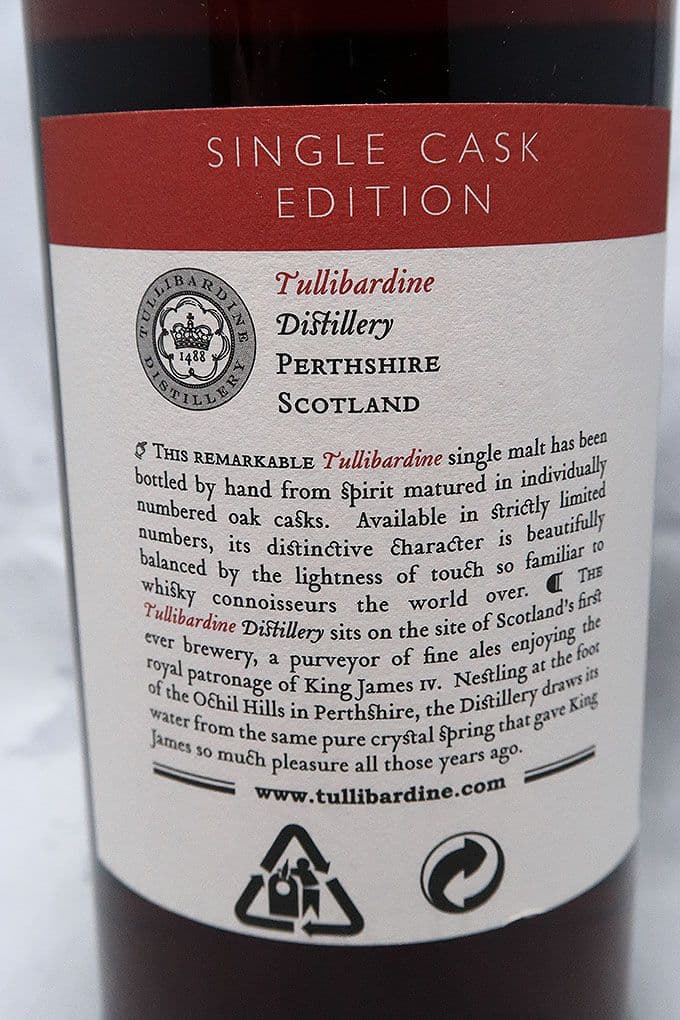 SINGLE CASK
EDITION
TULLIBARDINE
1488
DISTILLERY
Tullibardine
Distillery
PERTHSHIRE
SCOTLAND
THIS REMARKABLE Tullibardine single malt has been
bottled by hand from spirit matured in individually
numbered oak casks. Available in strictly limited
numbers, its distinctive character is beautifully
balanced by the lightness of touch so familiar to
whisky connoisseurs the world over. ¶ THE
Tullibardine Distillery sits on the site of Scotland's first
ever brewery, a purveyor of fine ales enjoying the
royal patronage of King James IV. Nestling at the foot
of the Ochil Hills in Perthshire, the Distillery draws its
water from the same pure crystal spring that gave King
James so much pleasure all those years ago.
www.tullibardine.com